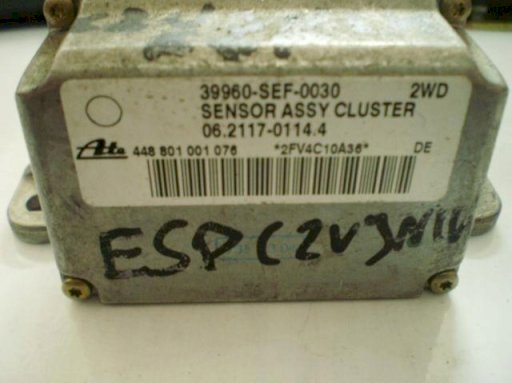 39960-SEF-0030 2WD
SENSOR ASSY CLUSTER
06.2117-0114.4
Ate 448 801 001 076 *2FV4C10A36* DE
ESP